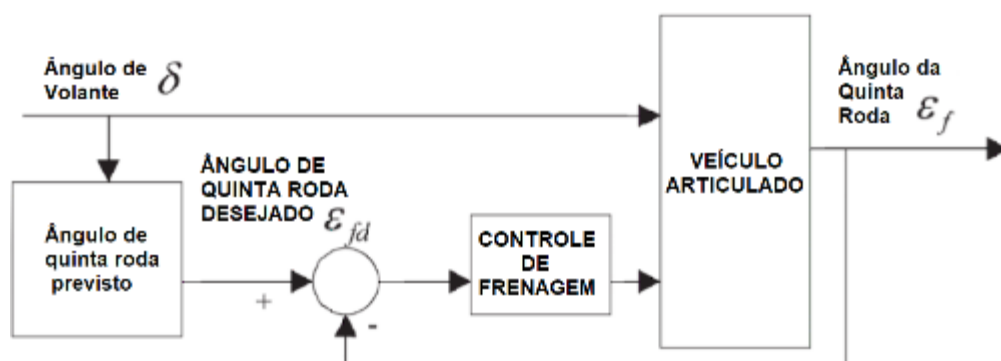 Ângulo de
Volante δ
Ângulo da
Quinta
Roda ε_f
ÂNGULO DE
QUINTA RODA
DESEJADO ε_fd
VEÍCULO
ARTICULADO
Ângulo de
quinta roda
previsto
CONTROLE
DE
FRENAGEM
+
-